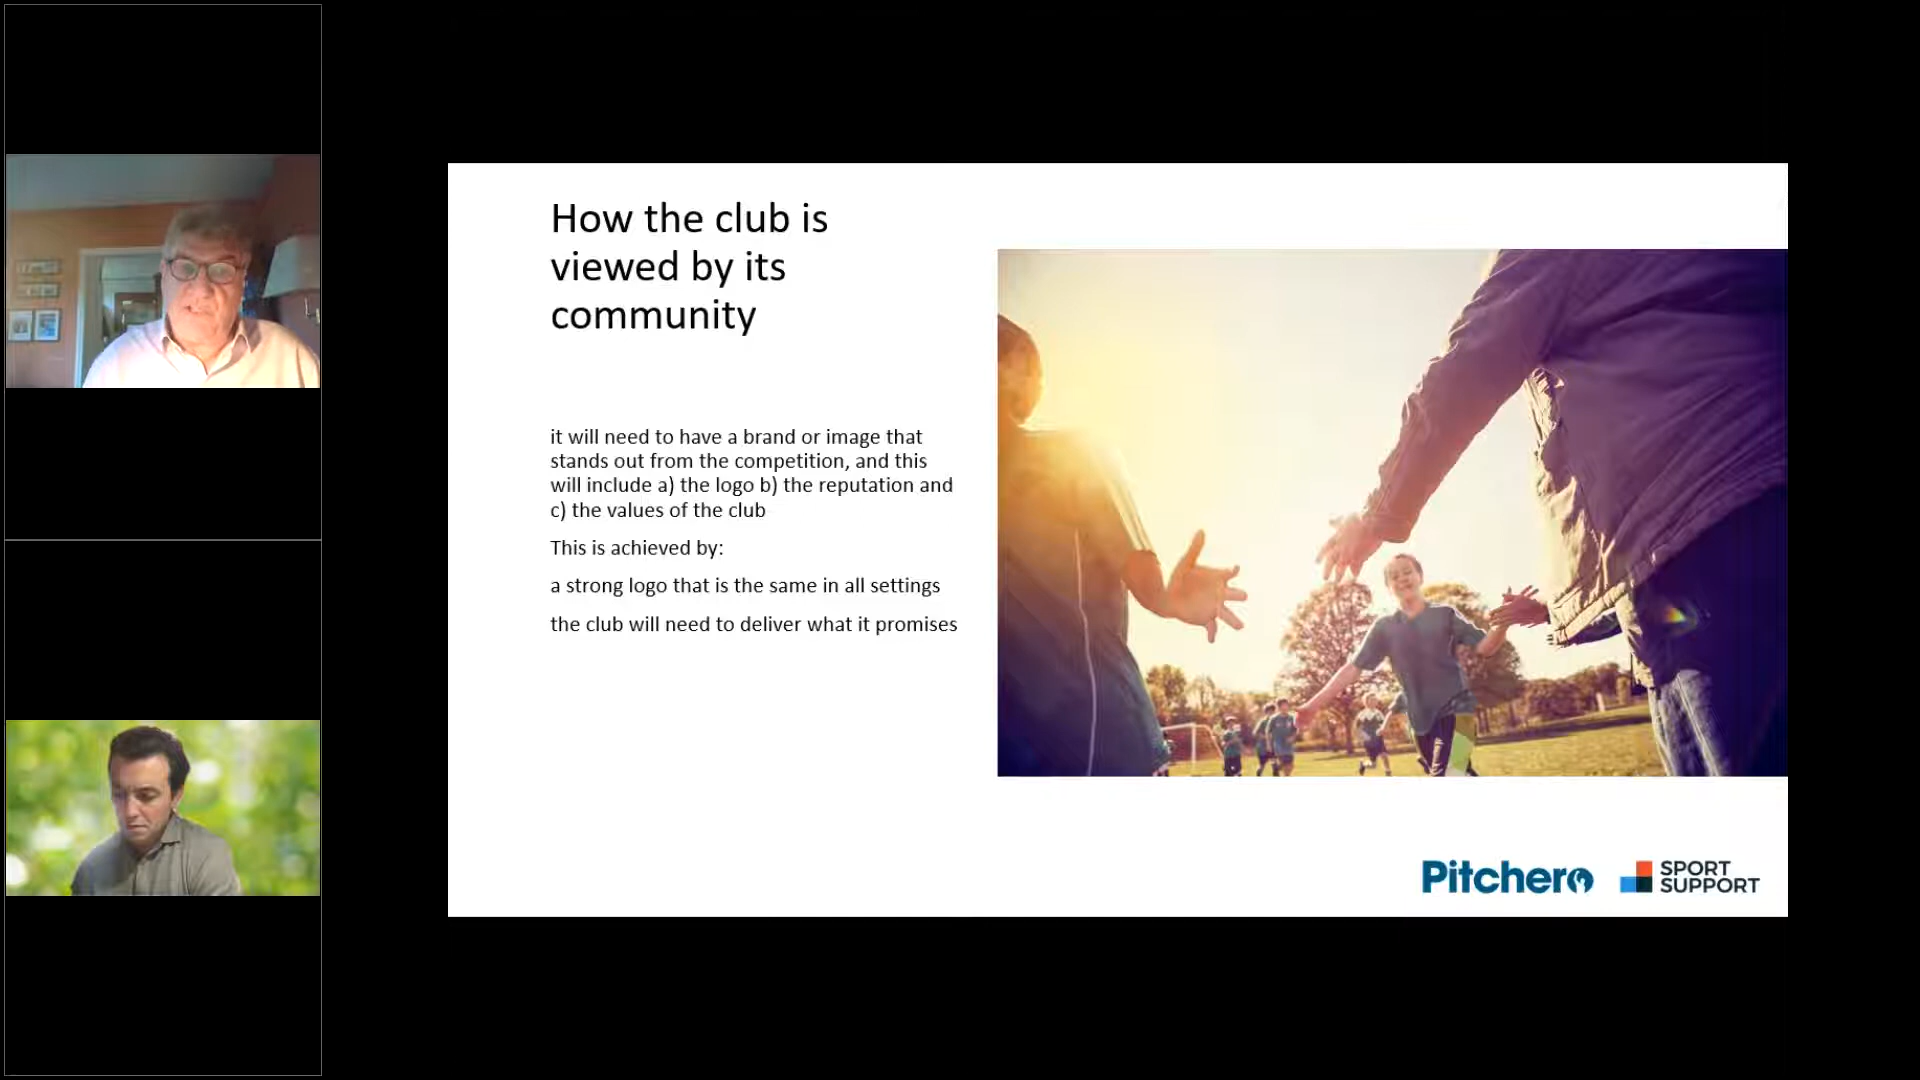 How the club is
viewed by its
community
it will need to have a brand or image that
stands out from the competition, and this
will include a) the logo b) the reputation and
c) the values of the club
This is achieved by:
a strong logo that is the same in all settings
the club will need to deliver what it promises
Pitchero
SPORT
SUPPORT